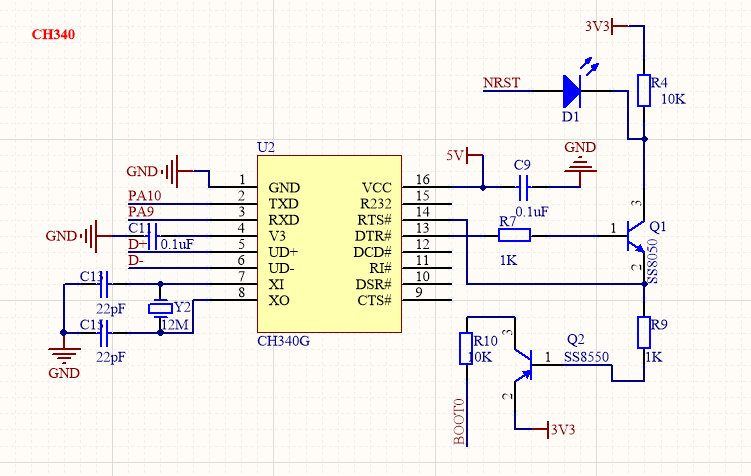 CH340
3V3
NRST
D1
R4
10K
U2
GND
1
GND
PA10
2
TXD
PA9
3
RXD
GND
C11
0.1uF
4
V3
D+
5
UD+
D-
6
UD-
7
XI
8
XO
C13
22pF
Y2
12M
C15
22pF
GND
CH340G
16
VCC
15
R232
14
RTS#
13
DTR#
12
DCD#
11
RI#
10
DSR#
9
CTS#
5V
C9
0.1uF
GND
R7
1K
3
1
Q1
2
SS8050
R9
1K
R10
10K
3
1
2
Q2
SS8550
BOOT0
3V3